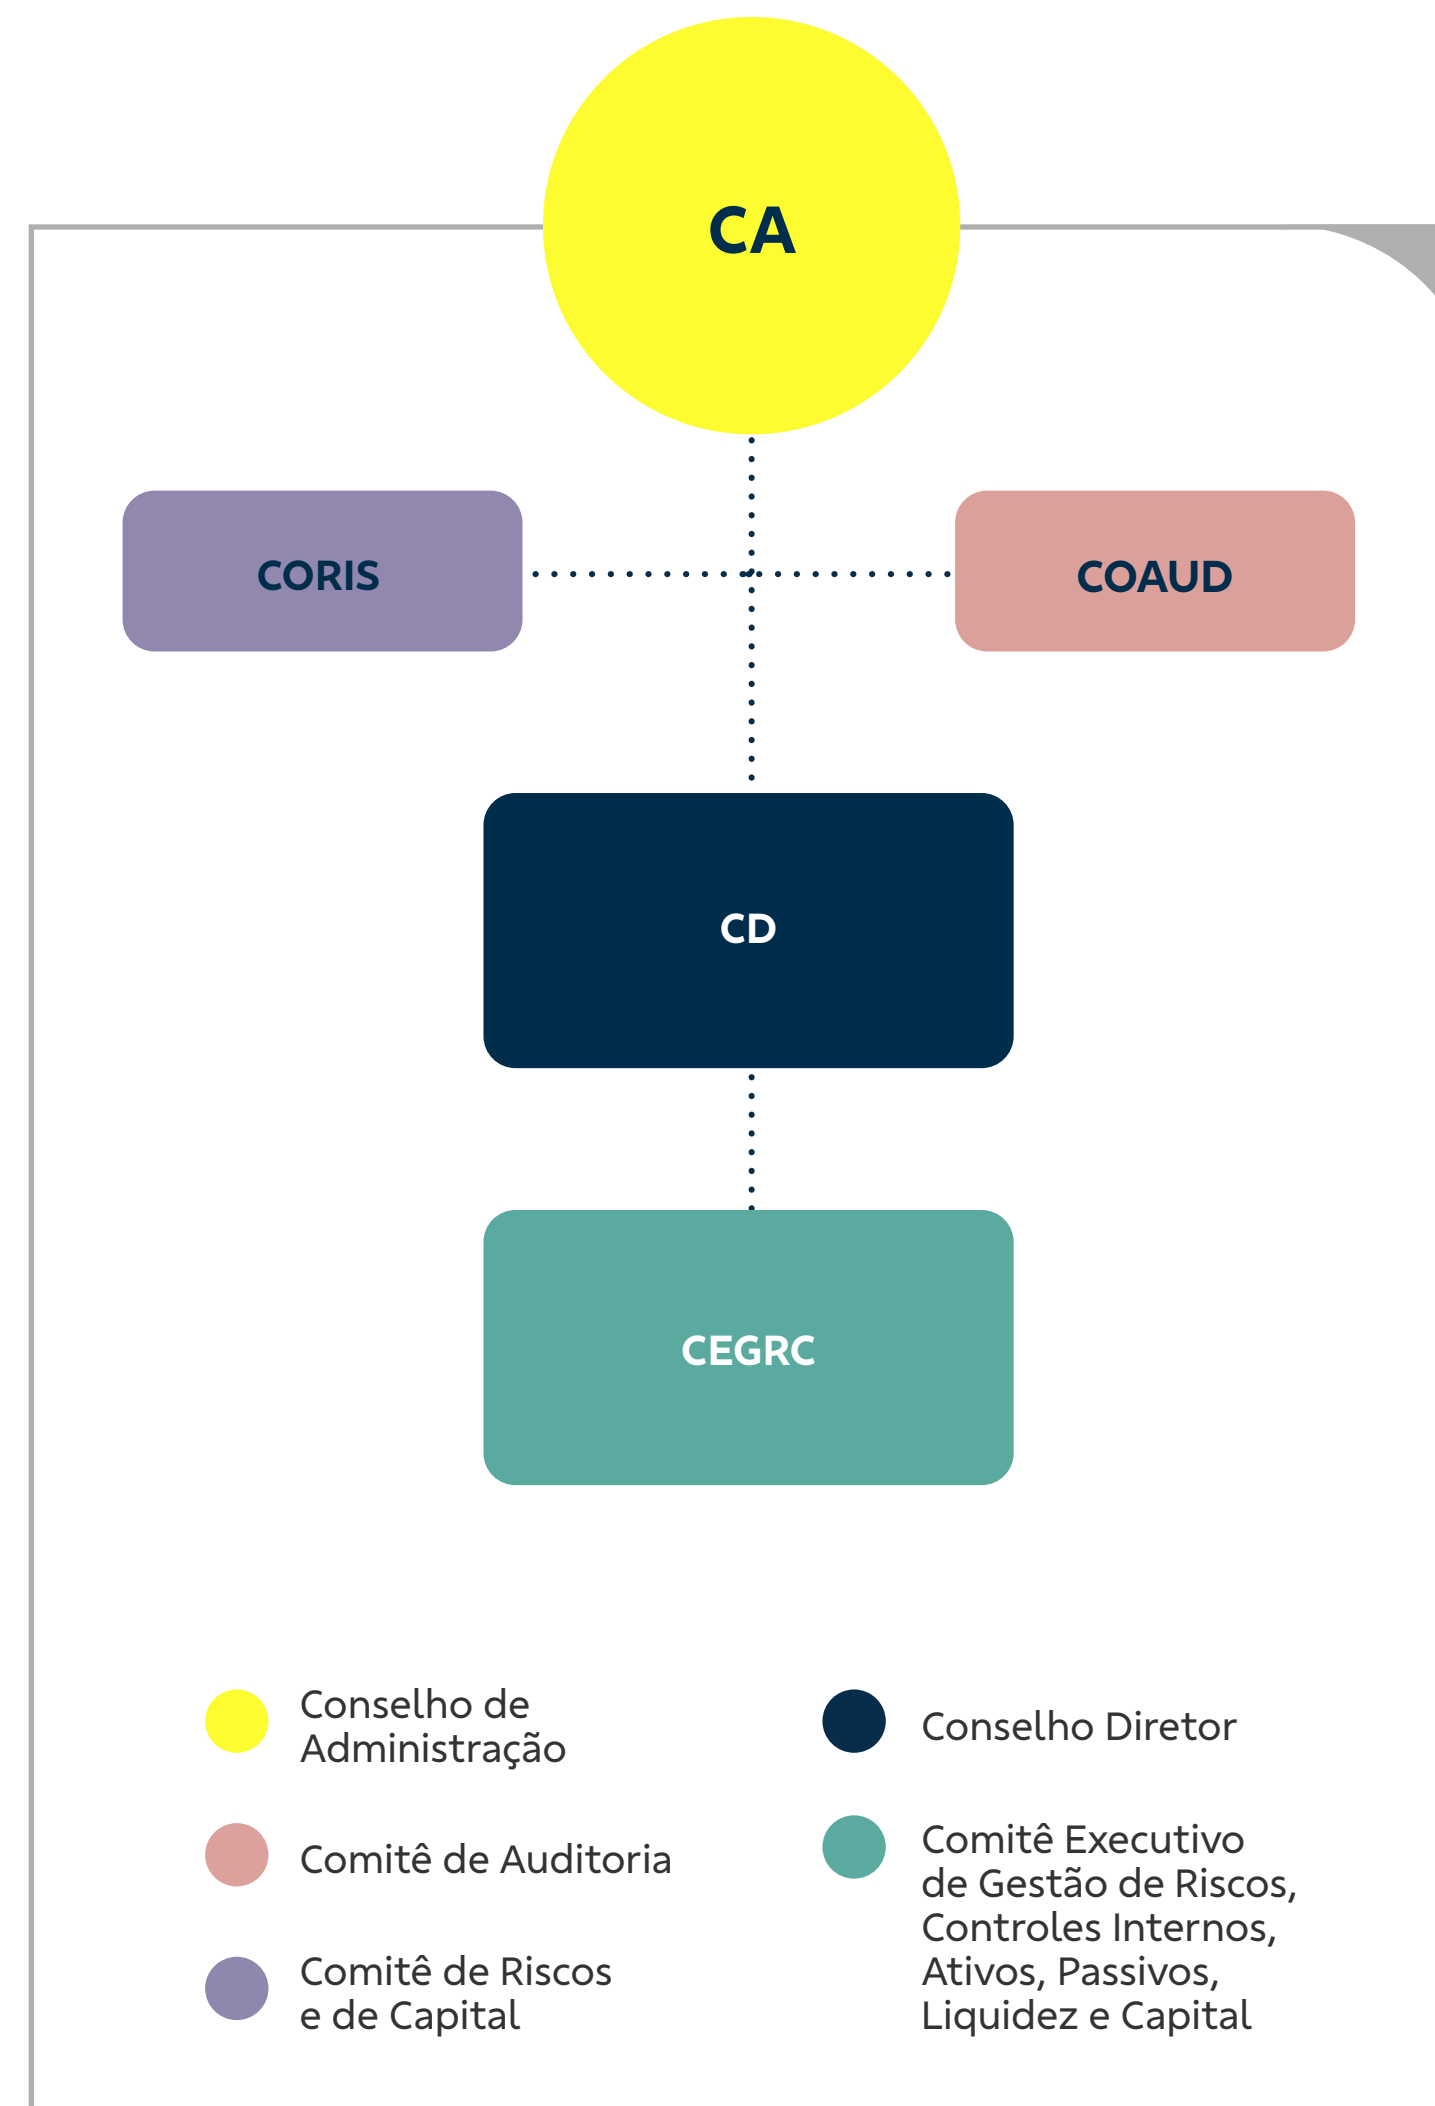 CA
CORIS
COAUD
CD
CEGRC
Conselho de
Administração
Comitê de Auditoria
Comitê de Riscos
e de Capital
Conselho Diretor
Comitê Executivo
de Gestão de Riscos,
Controles Internos,
Ativos, Passivos,
Liquidez e Capital